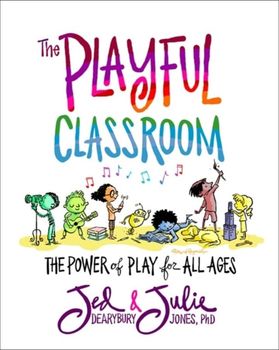 The
PLAYFUL
CLASSROOM
THE POWER of PLAY for ALL AGES
Jed & Julie
DEARYBURY JONES, PhD